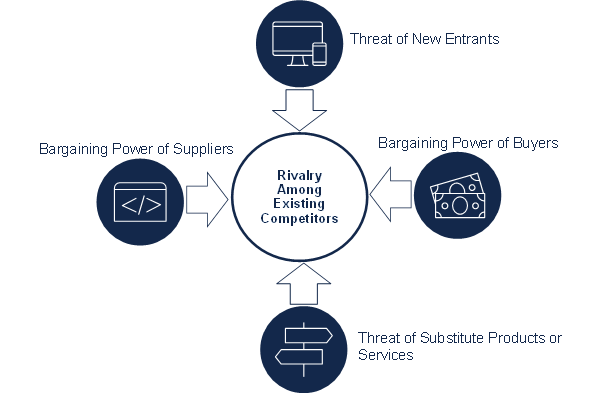 Threat of New Entrants
Bargaining Power of Suppliers
Bargaining Power of Buyers
Rivalry
Among
Existing
Competitors
</>
Threat of Substitute Products or
Services